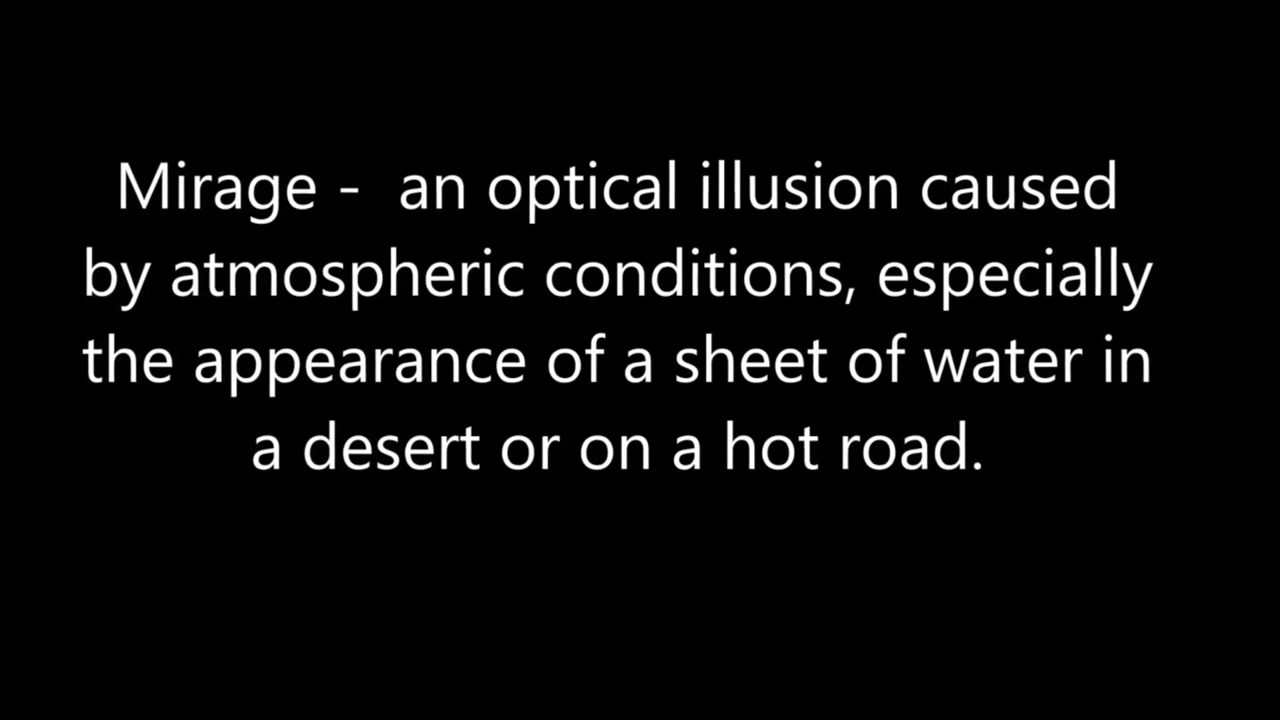 Mirage -  an optical illusion caused
by atmospheric conditions, especially
the appearance of a sheet of water in
a desert or on a hot road.